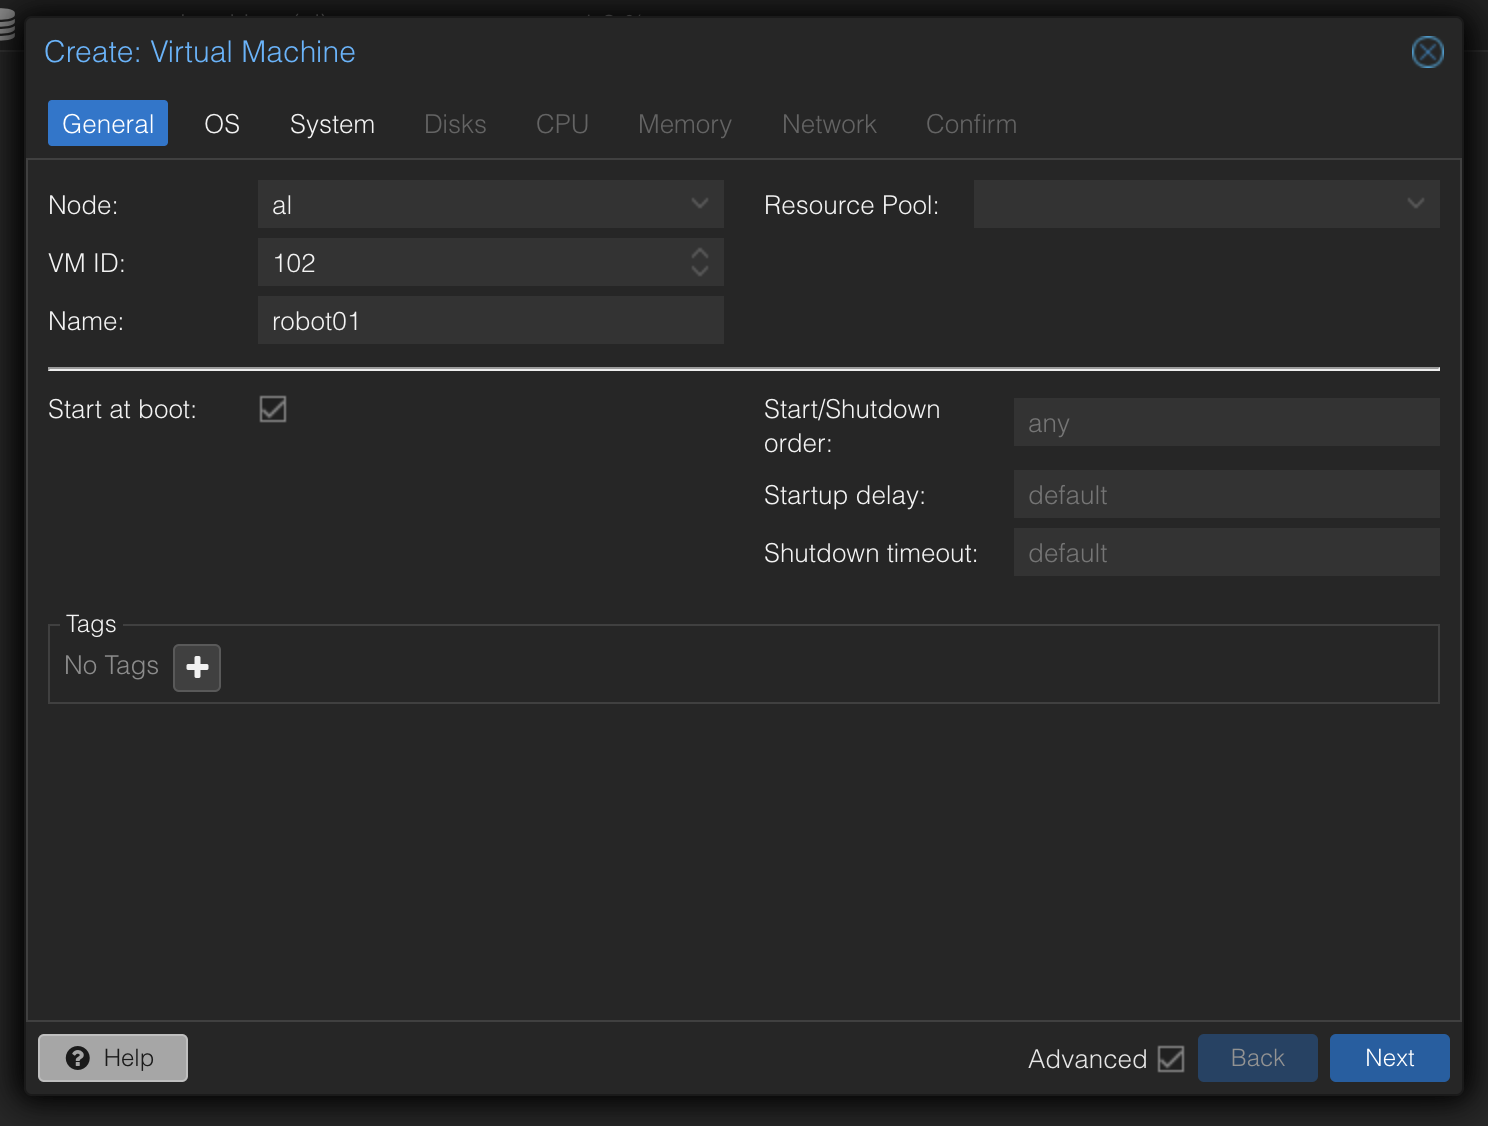 Create: Virtual Machine
General OS System Disks CPU Memory Network Confirm
Node: al
Resource Pool:
VM ID: 102
Name: robot01
Start at boot:
Start/Shutdown
order: any
Startup delay: default
Shutdown timeout: default
Tags
No Tags
Help
Advanced Back Next